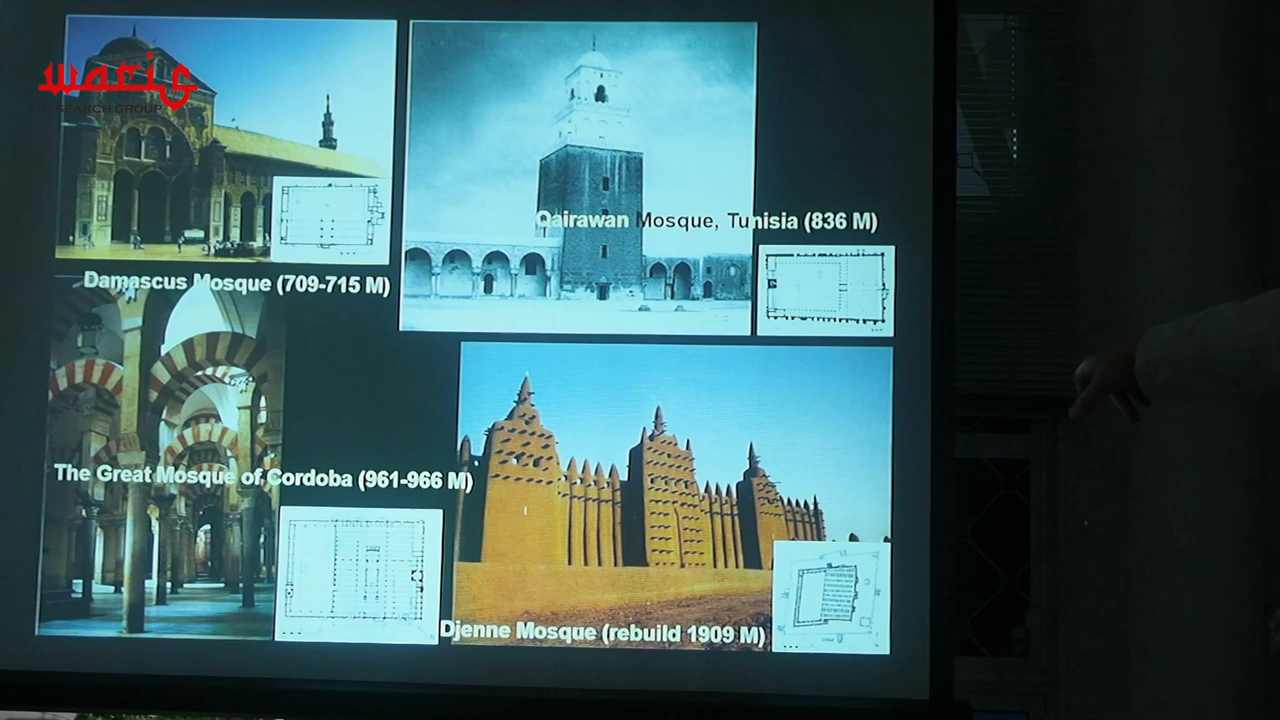 waris
RESEARCH GROUP
Qairawan Mosque, Tunisia (836 M)
Damascus Mosque (709-715 M)
The Great Mosque of Cordoba (961-966 M)
Djenne Mosque (rebuild 1909 M)